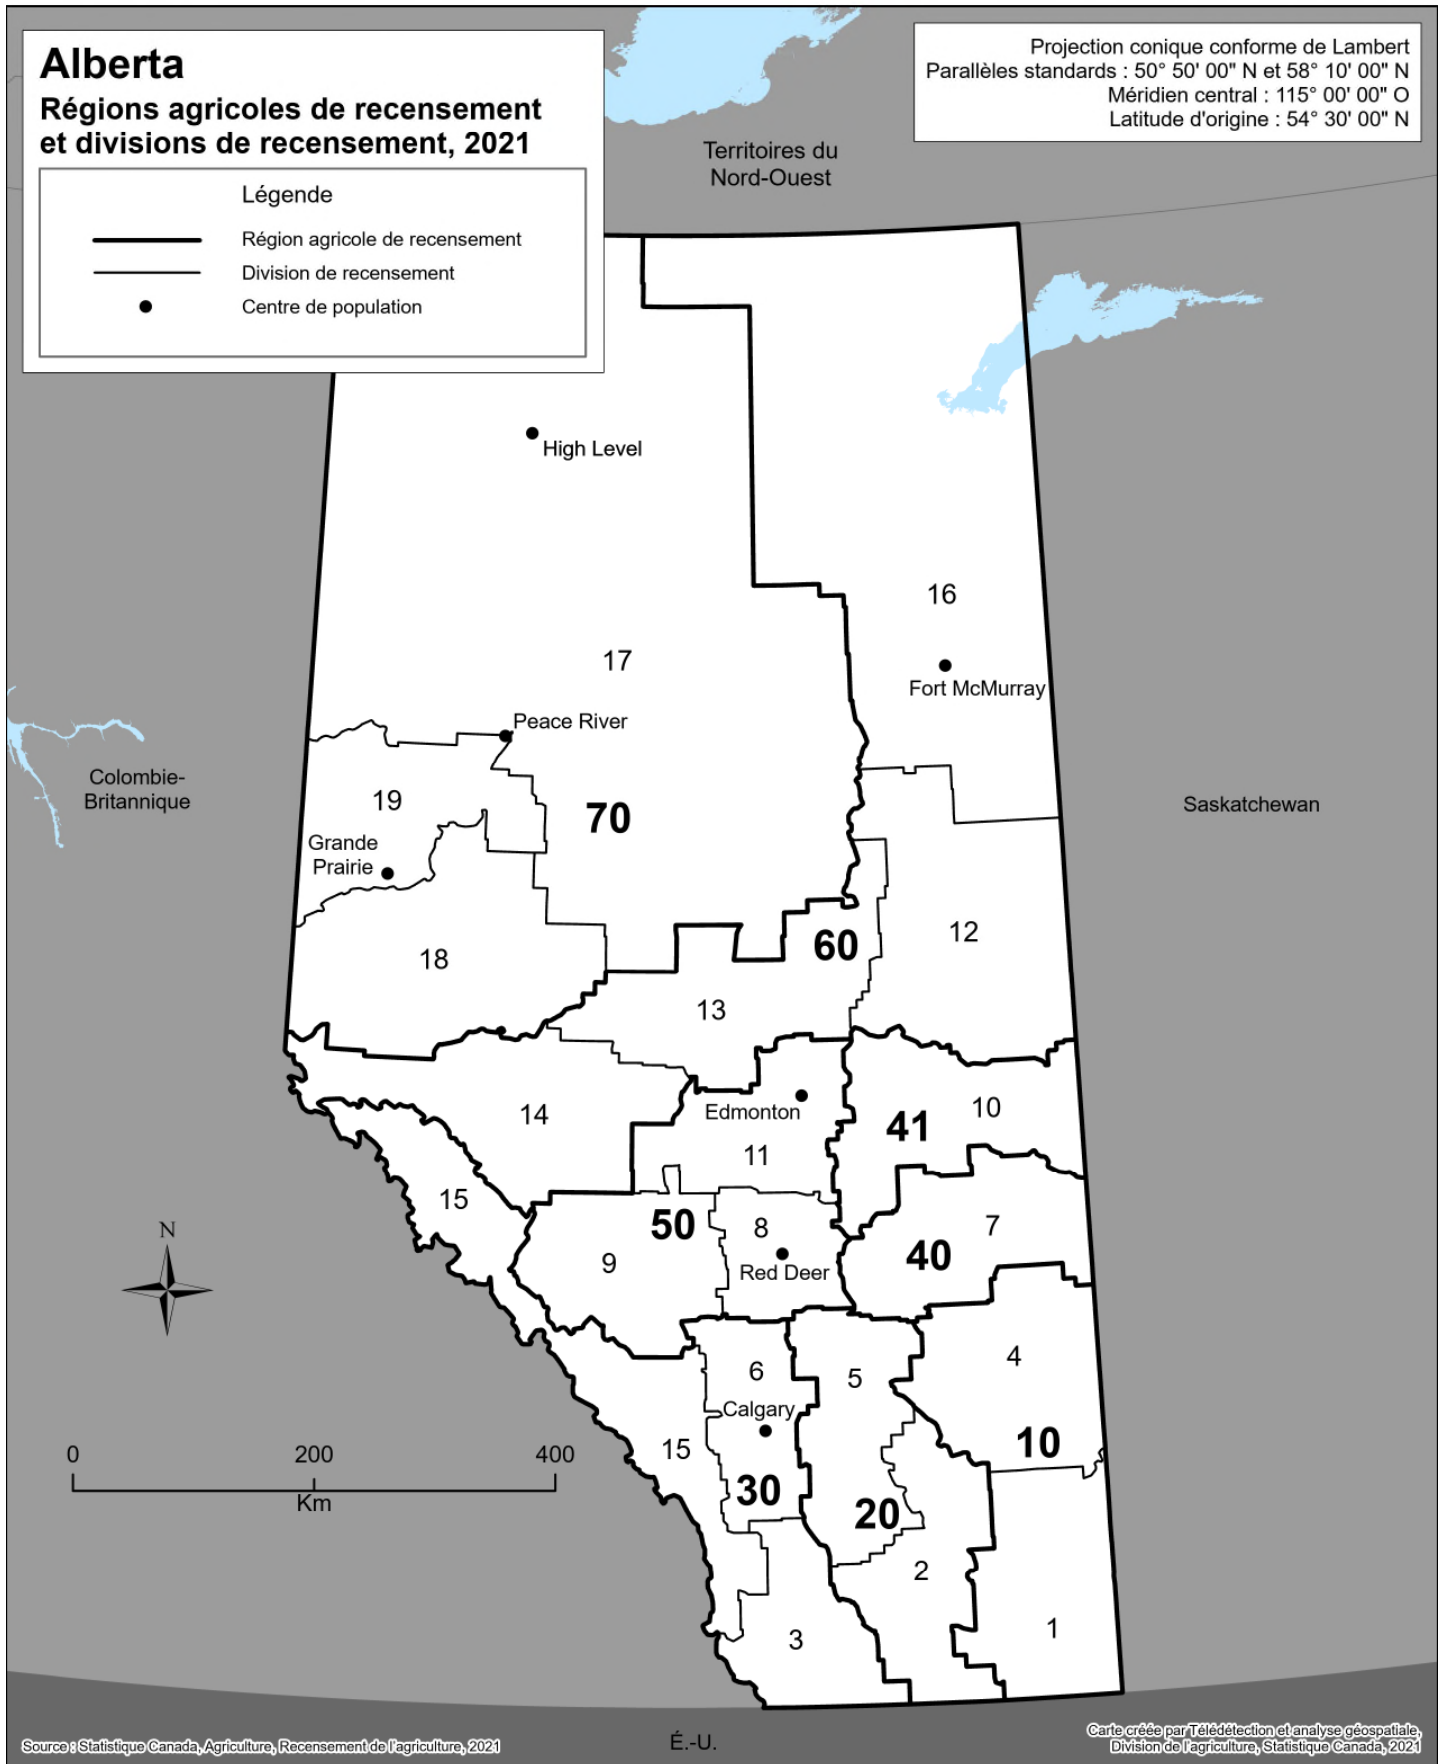 Alberta
Régions agricoles de recensement
et divisions de recensement, 2021
Légende
Région agricole de recensement
Division de recensement
Centre de population
Projection conique conforme de Lambert
Parallèles standards : 50° 50' 00" N et 58° 10' 00" N
Méridien central : 115° 00' 00" O
Latitude d'origine : 54° 30' 00" N
Territoires du
Nord-Ouest
High Level
16
17
Fort McMurray
Peace River
Colombie-
Britannique
19
70
Saskatchewan
Grande
Prairie
60
12
18
13
Edmonton
14
41
10
11
15
50
8
7
9
40
Red Deer
N
6
5
4
Calgary
15
10
30
20
0
200
400
Km
2
3
1
É.-U.
Source : Statistique Canada, Agriculture, Recensement de l'agriculture, 2021
Carte créée par Télédétection et analyse géospatiale,
Division de l'agriculture, Statistique Canada, 2021